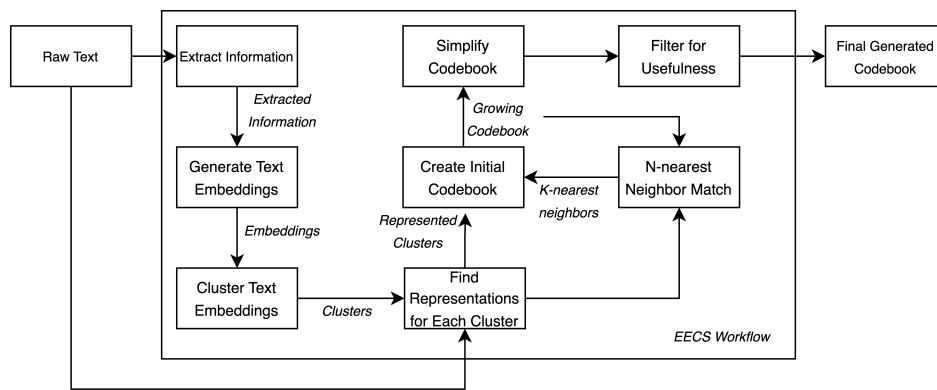 Raw Text
Extract Information
Simplify
Codebook
Filter for
Usefulness
Final Generated
Codebook
Extracted
Information
Growing
Codebook
Generate Text
Embeddings
Create Initial
Codebook
K-nearest
neighbors
N-nearest
Neighbor Match
Embeddings
Represented
Clusters
Cluster Text
Embeddings
Clusters
Find
Representations
for Each Cluster
EECS Workflow